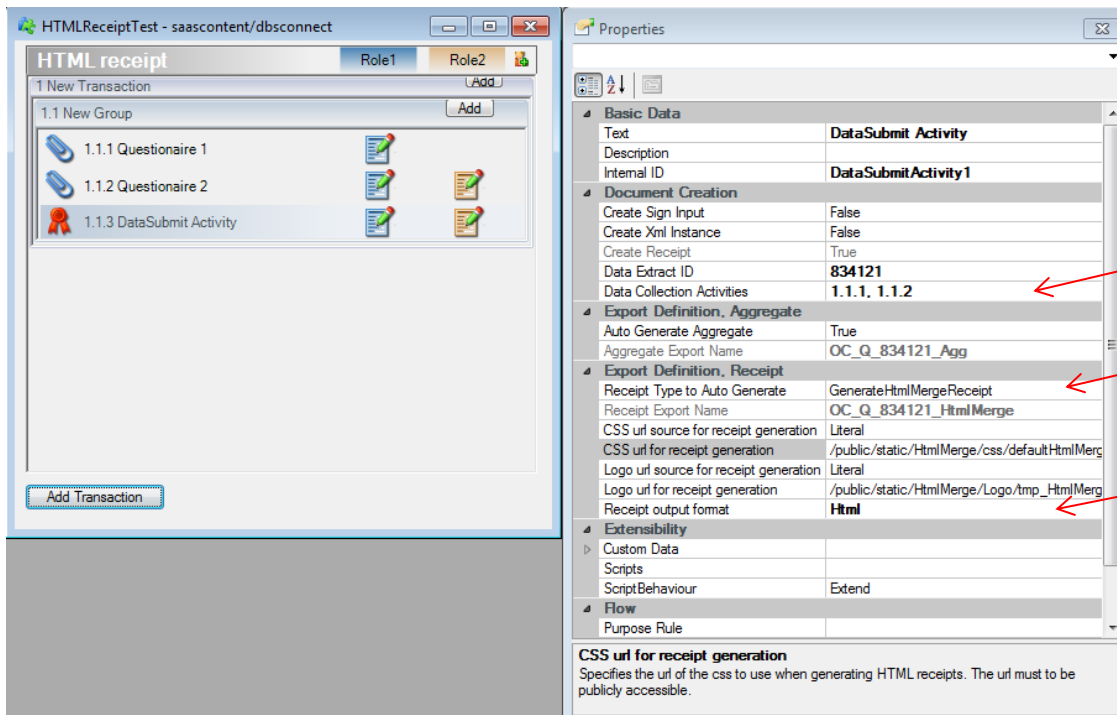 HTMLReceiptTest - saascontent/dbsconnect
HTML receipt Role1 Role2
1 New Transaction Add
1.1 New Group Add
1.1.1 Questionaire 1
1.1.2 Questionaire 2
1.1.3 DataSubmit Activity
Add Transaction
Properties
Basic Data
Text DataSubmit Activity
Description
Internal ID DataSubmitActivity1
Document Creation
Create Sign Input False
Create Xml Instance False
Create Receipt True
Data Extract ID 834121
Data Collection Activities 1.1.1, 1.1.2
Export Definition, Aggregate
Auto Generate Aggregate True
Aggregate Export Name OC_Q_834121_Agg
Export Definition, Receipt
Receipt Type to Auto Generate GenerateHtmlMergeReceipt
Receipt Export Name OC_Q_834121_HtmlMerge
CSS url source for receipt generation Literal
CSS url for receipt generation /public/static/HtmlMerge/css/defaultHtmlMerg
Logo url source for receipt generation Literal
Logo url for receipt generation /public/static/HtmlMerge/Logo/tmp_HtmlMerg
Receipt output format Html
Extensibility
Custom Data
Scripts
ScriptBehaviour Extend
Flow
Purpose Rule
CSS url for receipt generation
Specifies the url of the css to use when generating HTML receipts. The url must to be
publicly accessible.